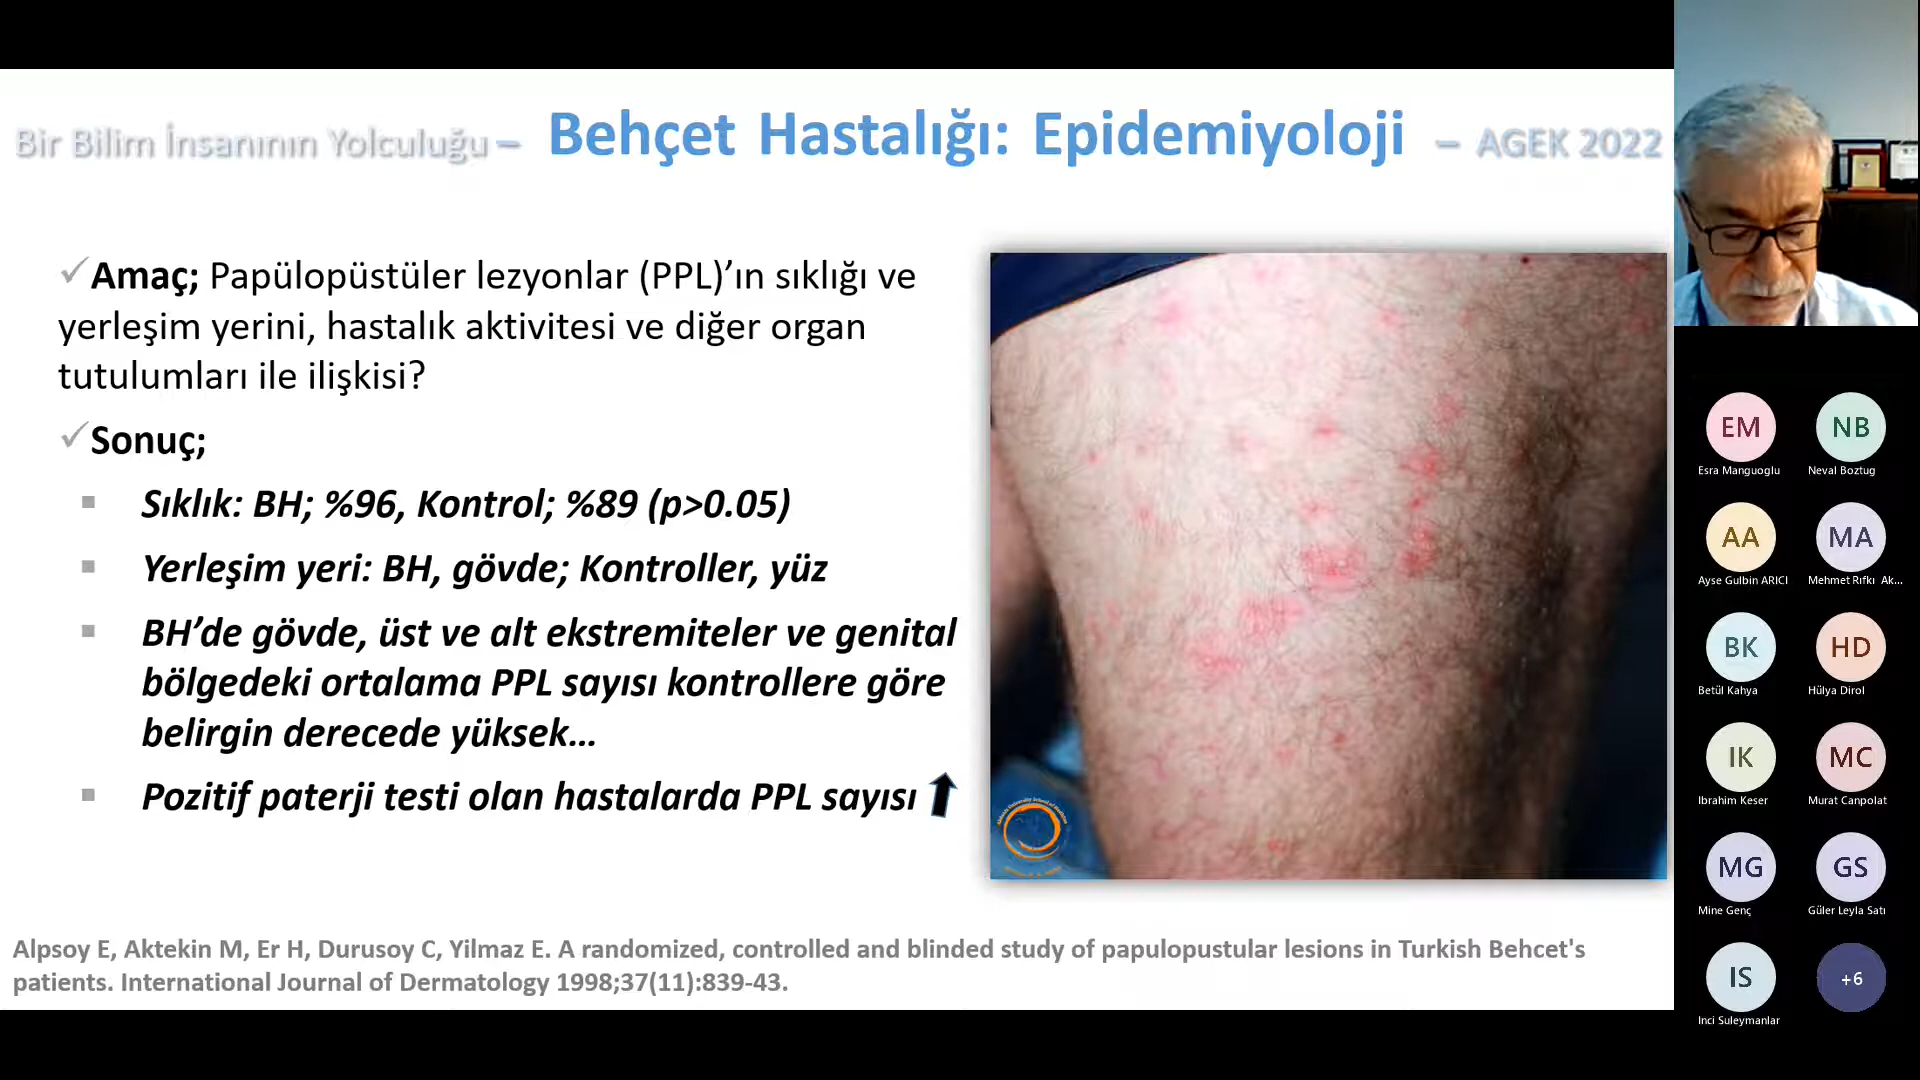 Bir Bilim İnsanının Yolculuğu – Behçet Hastalığı: Epidemiyoloji – AGEK 2022
✓Amaç; Papülopüstüler lezyonlar (PPL)’ın sıklığı ve
yerleşim yerini, hastalık aktivitesi ve diğer organ
tutulumları ile ilişkisi?
✓Sonuç;
▪ Sıklık: BH; %96, Kontrol; %89 (p>0.05)
▪ Yerleşim yeri: BH, gövde; Kontroller, yüz
▪ BH’de gövde, üst ve alt ekstremiteler ve genital
bölgedeki ortalama PPL sayısı kontrollere göre
belirgin derecede yüksek...
▪ Pozitif paterji testi olan hastalarda PPL sayısı
Alpsoy E, Aktekin M, Er H, Durusoy C, Yilmaz E. A randomized, controlled and blinded study of papulopustular lesions in Turkish Behcet's
patients. International Journal of Dermatology 1998;37(11):839-43.
EM NB
Esra Manguoglu Neval Boztug
AA MA
Ayse Gulbin ARICI Mehmet Rıfkı Ak...
BK HD
Betül Kahya Hülya Dirol
IK MC
Ibrahim Keser Murat Canpolat
MG GS
Mine Genç Güler Leyla Satı
IS +6
Inci Suleymanlar